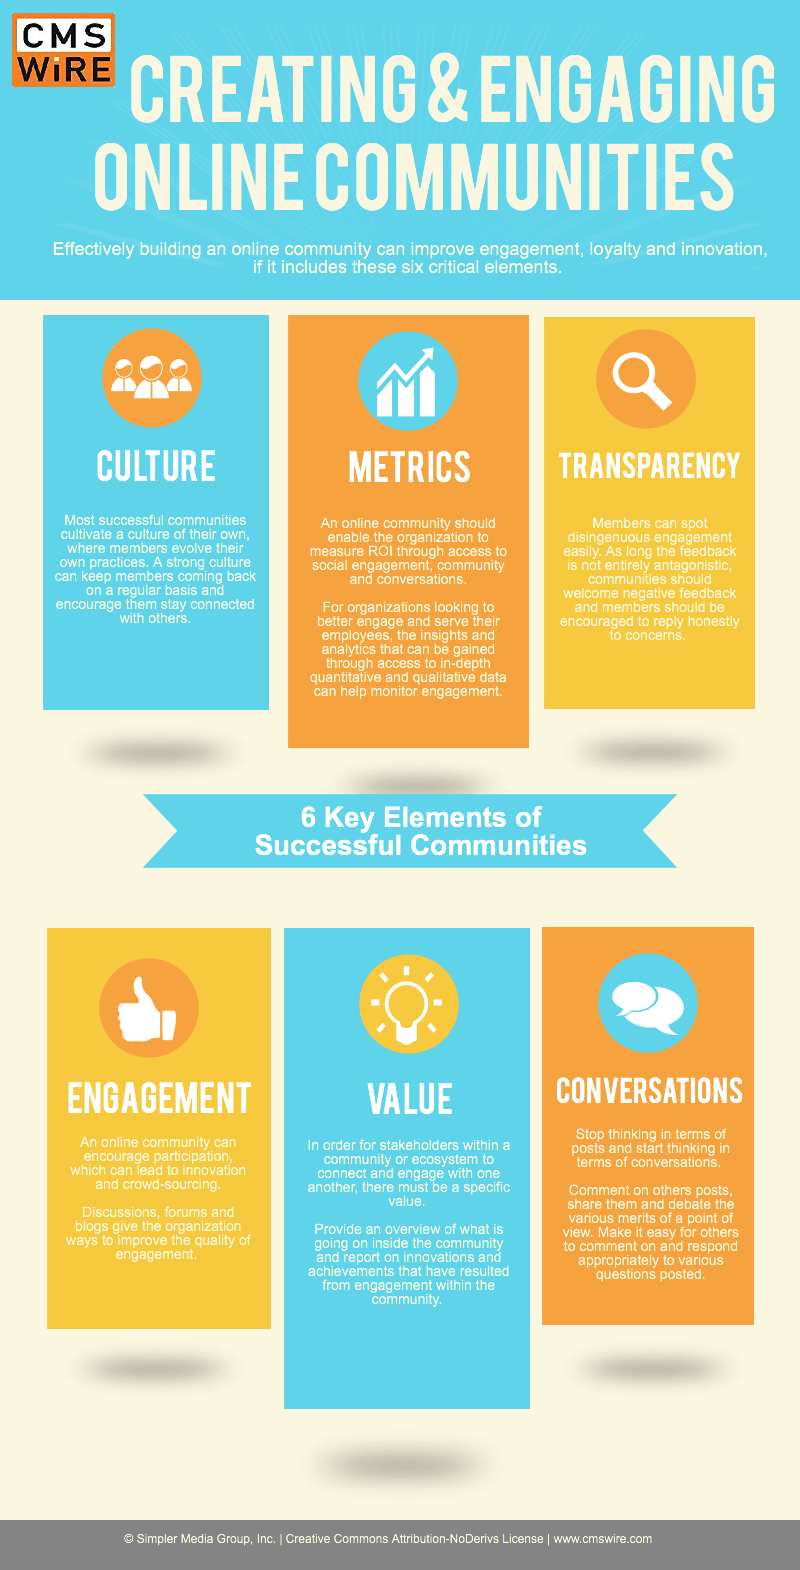 CMS
WiRE
CREATING & ENGAGING
ONLINE COMMUNITIES
Effectively building an online community can improve engagement, loyalty and innovation,
if it includes these six critical elements.
CULTURE
Most successful communities
cultivate a culture of their own,
where members evolve their
own practices. A strong culture
can keep members coming back
on a regular basis and
encourage them stay connected
with others.
METRICS
An online community should
enable the organization to
measure ROI through access to
social engagement, community
and conversations.
For organizations looking to
better engage and serve their
employees, the insights and
analytics that can be gained
through access to in-depth
quantitative and qualitative data
can help monitor engagement.
TRANSPARENCY
Members can spot
disingenuous engagement
easily. As long the feedback
is not entirely antagonistic,
communities should
welcome negative feedback
and members should be
encouraged to reply honestly
to concerns.
6 Key Elements of
Successful Communities
ENGAGEMENT
An online community can
encourage participation,
which can lead to innovation
and crowd-sourcing.
Discussions, forums and
blogs give the organization
ways to improve the quality of
engagement.
VALUE
In order for stakeholders within a
community or ecosystem to
connect and engage with one
another, there must be a specific
value.
Provide an overview of what is
going on inside the community
and report on innovations and
achievements that have resulted
from engagement within the
community.
CONVERSATIONS
Stop thinking in terms of
posts and start thinking in
terms of conversations.
Comment on others posts,
share them and debate the
various merits of a point of
view. Make it easy for others
to comment on and respond
appropriately to various
questions posted.
© Simpler Media Group, Inc. | Creative Commons Attribution-NoDerivs License | www.cmswire.com